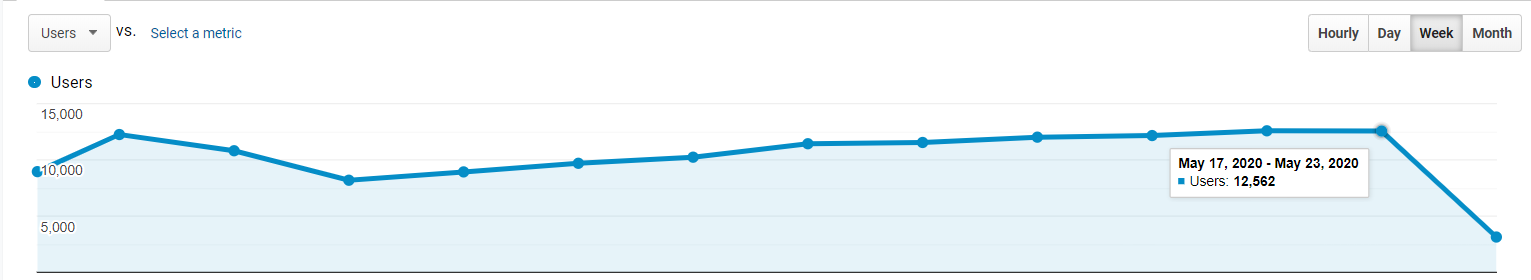 Users vs. Select a metric Hourly Day Week Month
Users
15,000
10,000
May 17, 2020 - May 23, 2020
Users: 12,562
5,000